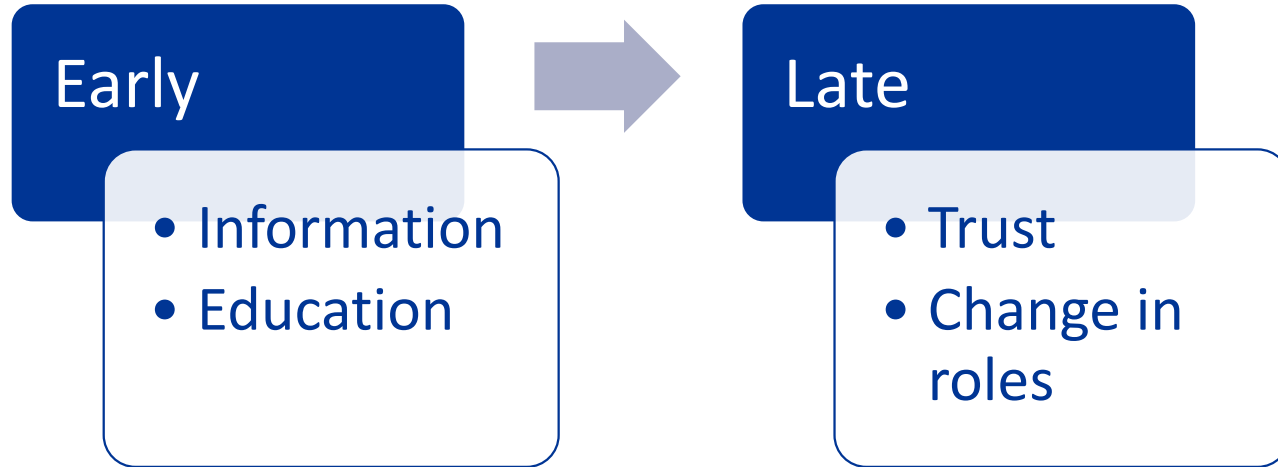 Early
• Information
• Education
Late
• Trust
• Change in
roles